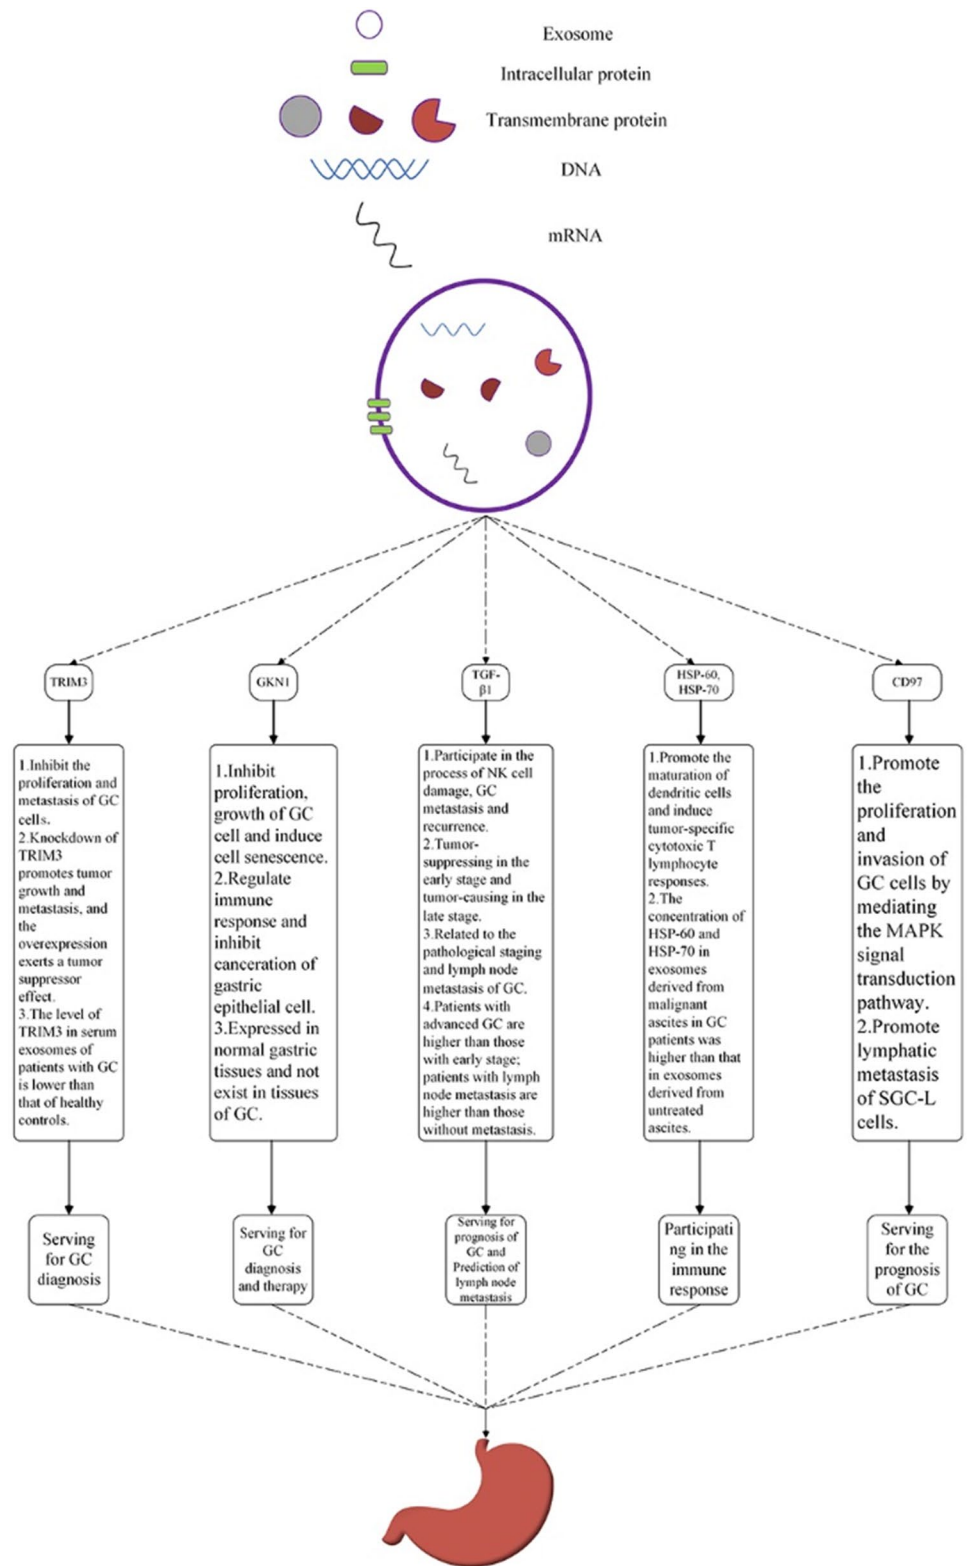 Exosome
Intracellular protein
Transmembrane protein
DNA
mRNA
TRIM3
GKN1
TGF-
β1
HSP-60,
HSP-70
CD97
1.Inhibit the
proliferation and
metastasis of GC
cells.
2.Knockdown of
TRIM3
promotes tumor
growth and
metastasis, and
the
overexpression
exerts a tumor
suppressor
effect.
3.The level of
TRIM3 in serum
exosomes of
patients with GC
is lower than
that of healthy
controls.
1.Inhibit
proliferation,
growth of GC
cell and induce
cell senescence.
2.Regulate
immune
response and
inhibit
canceration of
gastric
epithelial cell.
3.Expressed in
normal gastric
tissues and not
exist in tissues
of GC.
1.Participate in the
process of NK cell
damage, GC
metastasis and
recurrence.
2.Tumor-
suppressing in the
early stage and
tumor-causing in the
late stage.
3.Related to the
pathological staging
and lymph node
metastasis of GC.
4.Patients with
advanced GC are
higher than those
with early stage;
patients with lymph
node metastasis are
higher than those
without metastasis.
1.Promote the
maturation of
dendritic cells
and induce
tumor-specific
cytotoxic T
lymphocyte
responses.
2.The
concentration of
HSP-60 and
HSP-70 in
exosomes
derived from
malignant
ascites in GC
patients was
higher than that
in exosomes
derived from
untreated
ascites.
1.Promote
the
proliferation
and
invasion of
GC cells by
mediating
the MAPK
signal
transduction
pathway.
2.Promote
lymphatic
metastasis
of SGC-L
cells.
Serving
for GC
diagnosis
Serving for
GC
diagnosis
and therapy
Serving for
prognosis of
GC and
Prediction of
lymph node
metastasis
Participati
ng in the
immune
response
Serving
for the
prognosis
of GC